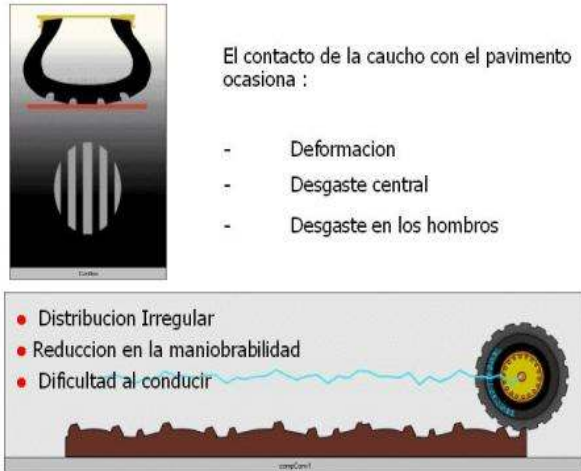 El contacto de la caucho con el pavimento
ocasiona :
- Deformacion
- Desgaste central
- Desgaste en los hombros
Distribucion Irregular
Reduccion en la maniobrabilidad
Dificultad al conducir